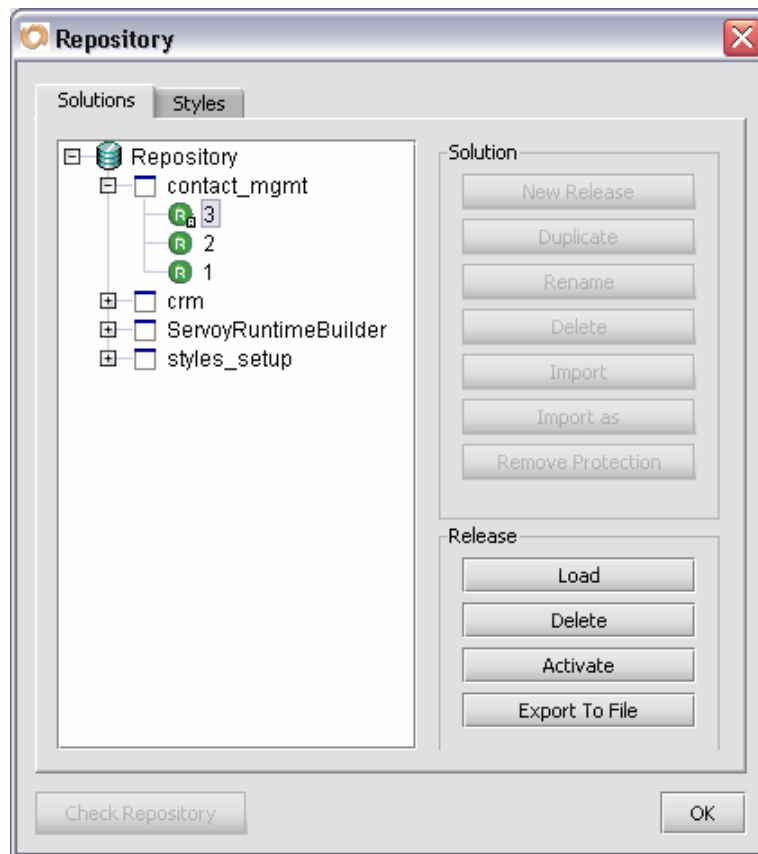 Repository
Solutions Styles
Repository
contact_mgmt
R a 3
R 2
R 1
crm
ServoyRuntimeBuilder
styles_setup
Solution
New Release
Duplicate
Rename
Delete
Import
Import as
Remove Protection
Release
Load
Delete
Activate
Export To File
Check Repository
OK